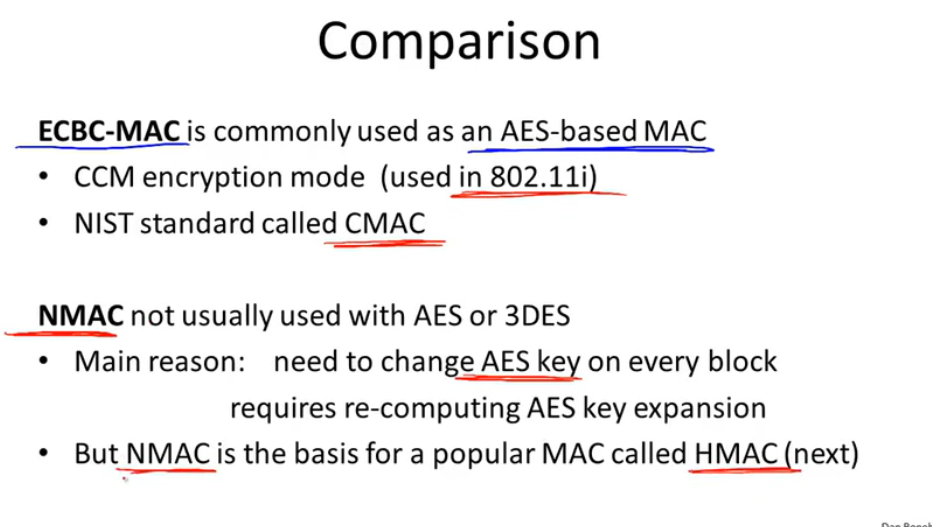 Comparison
ECBC-MAC is commonly used as an AES-based MAC
• CCM encryption mode (used in 802.11i)
• NIST standard called CMAC
NMAC not usually used with AES or 3DES
• Main reason: need to change AES key on every block
requires re-computing AES key expansion
• But NMAC is the basis for a popular MAC called HMAC (next)